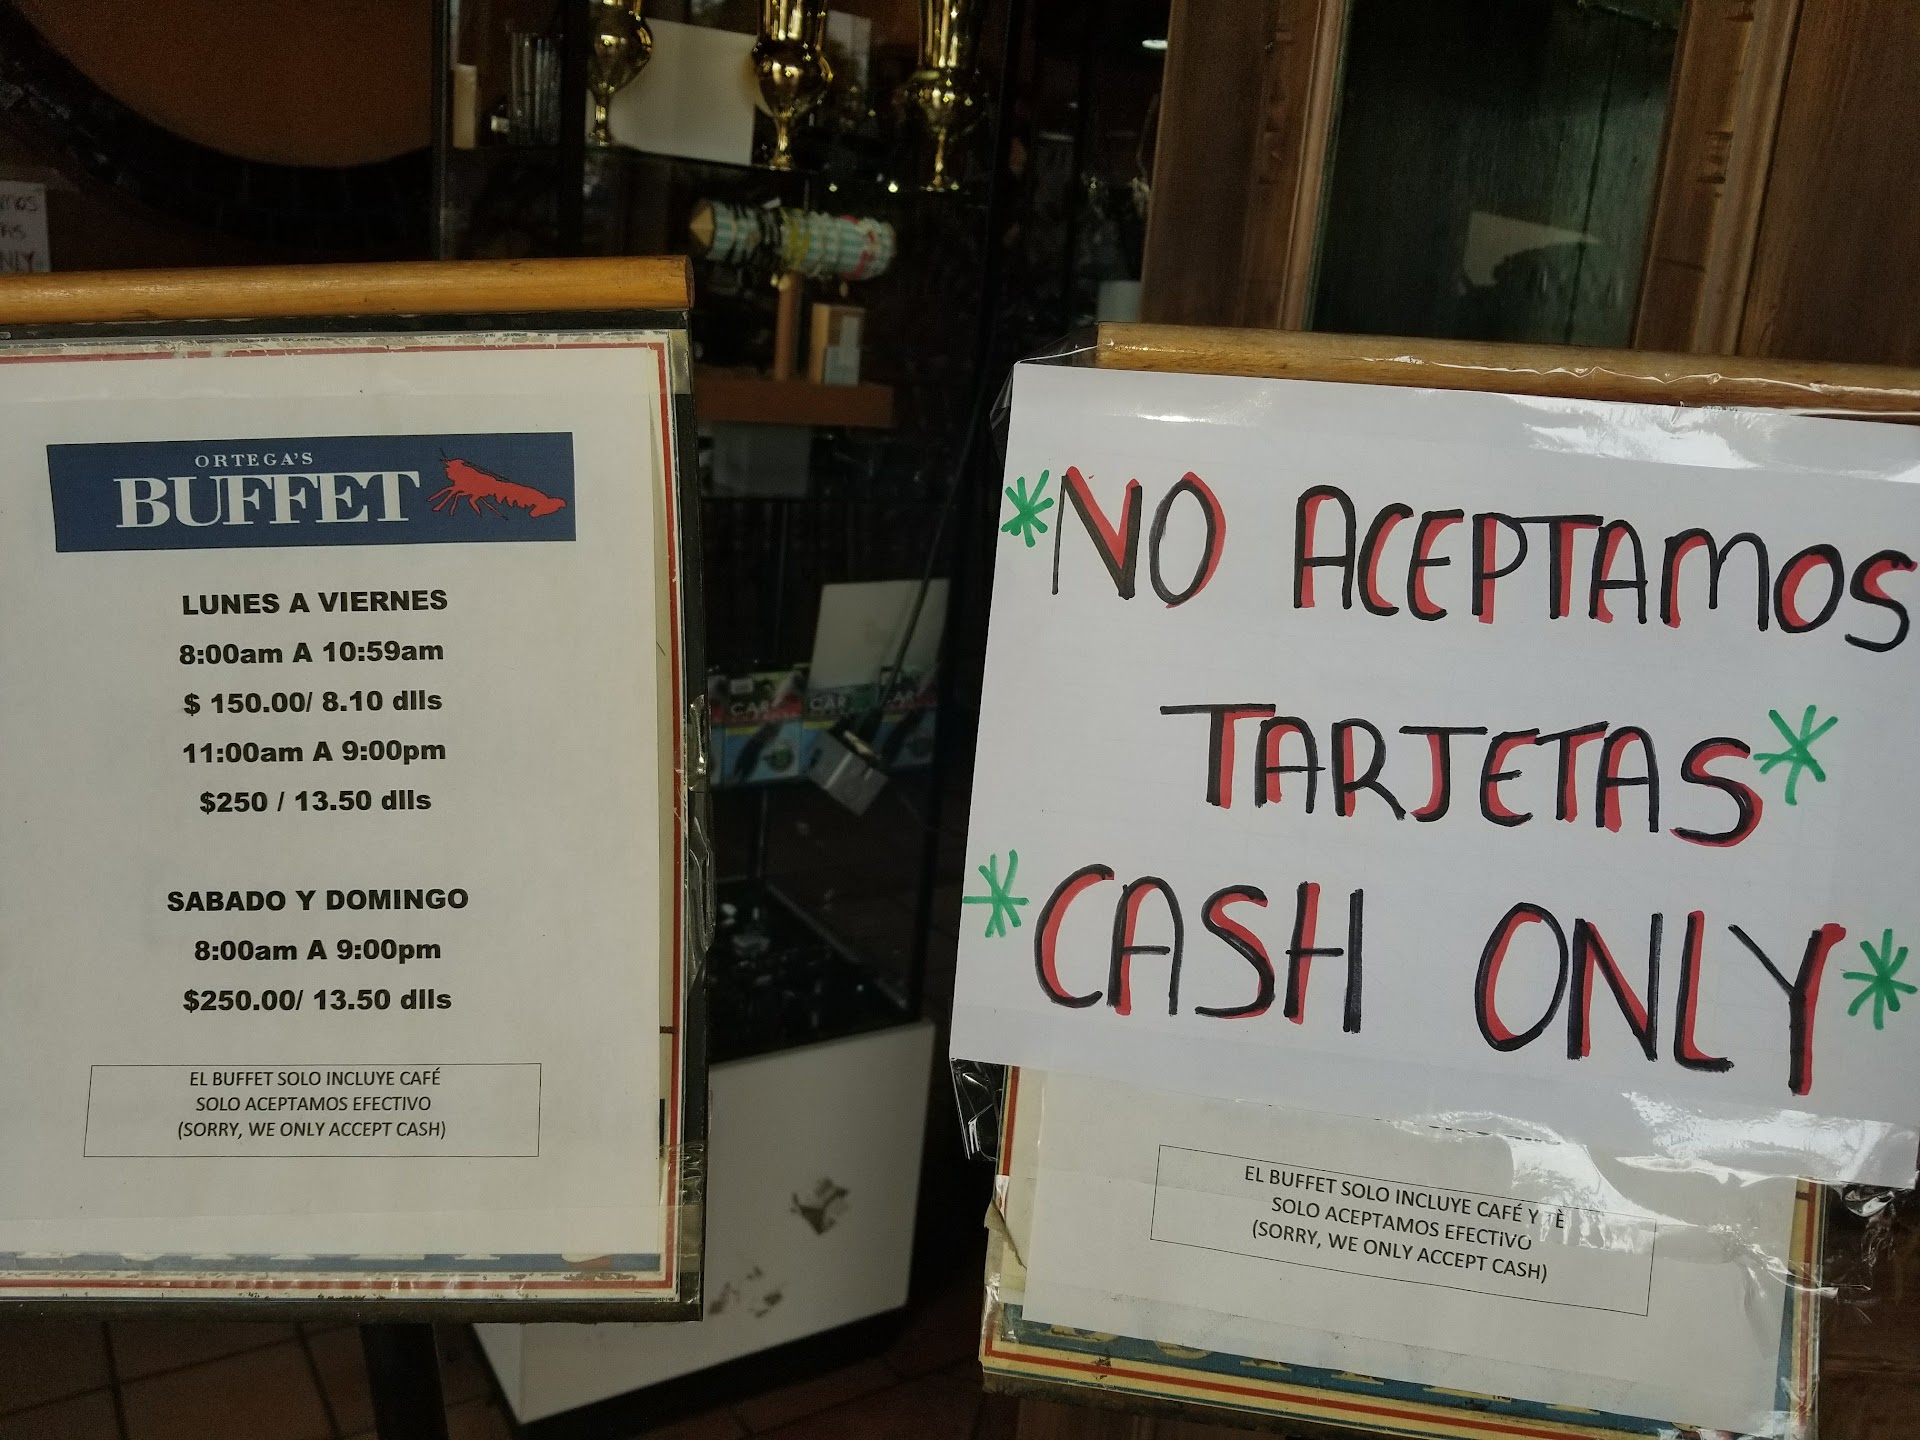 ORTEGA'S
BUFFET
LUNES A VIERNES
8:00am A 10:59am
$ 150.00/ 8.10 dlls
11:00am A 9:00pm
$250 / 13.50 dlls
SABADO Y DOMINGO
8:00am A 9:00pm
$250.00/ 13.50 dlls
EL BUFFET SOLO INCLUYE CAFÉ
SOLO ACEPTAMOS EFECTIVO
(SORRY, WE ONLY ACCEPT CASH)
*NO ACEPTAMOS
TARJETAS*
*CASH ONLY*
EL BUFFET SOLO INCLUYE CAFÉ Y TÈ
SOLO ACEPTAMOS EFECTIVO
(SORRY, WE ONLY ACCEPT CASH)
CAR
CAR